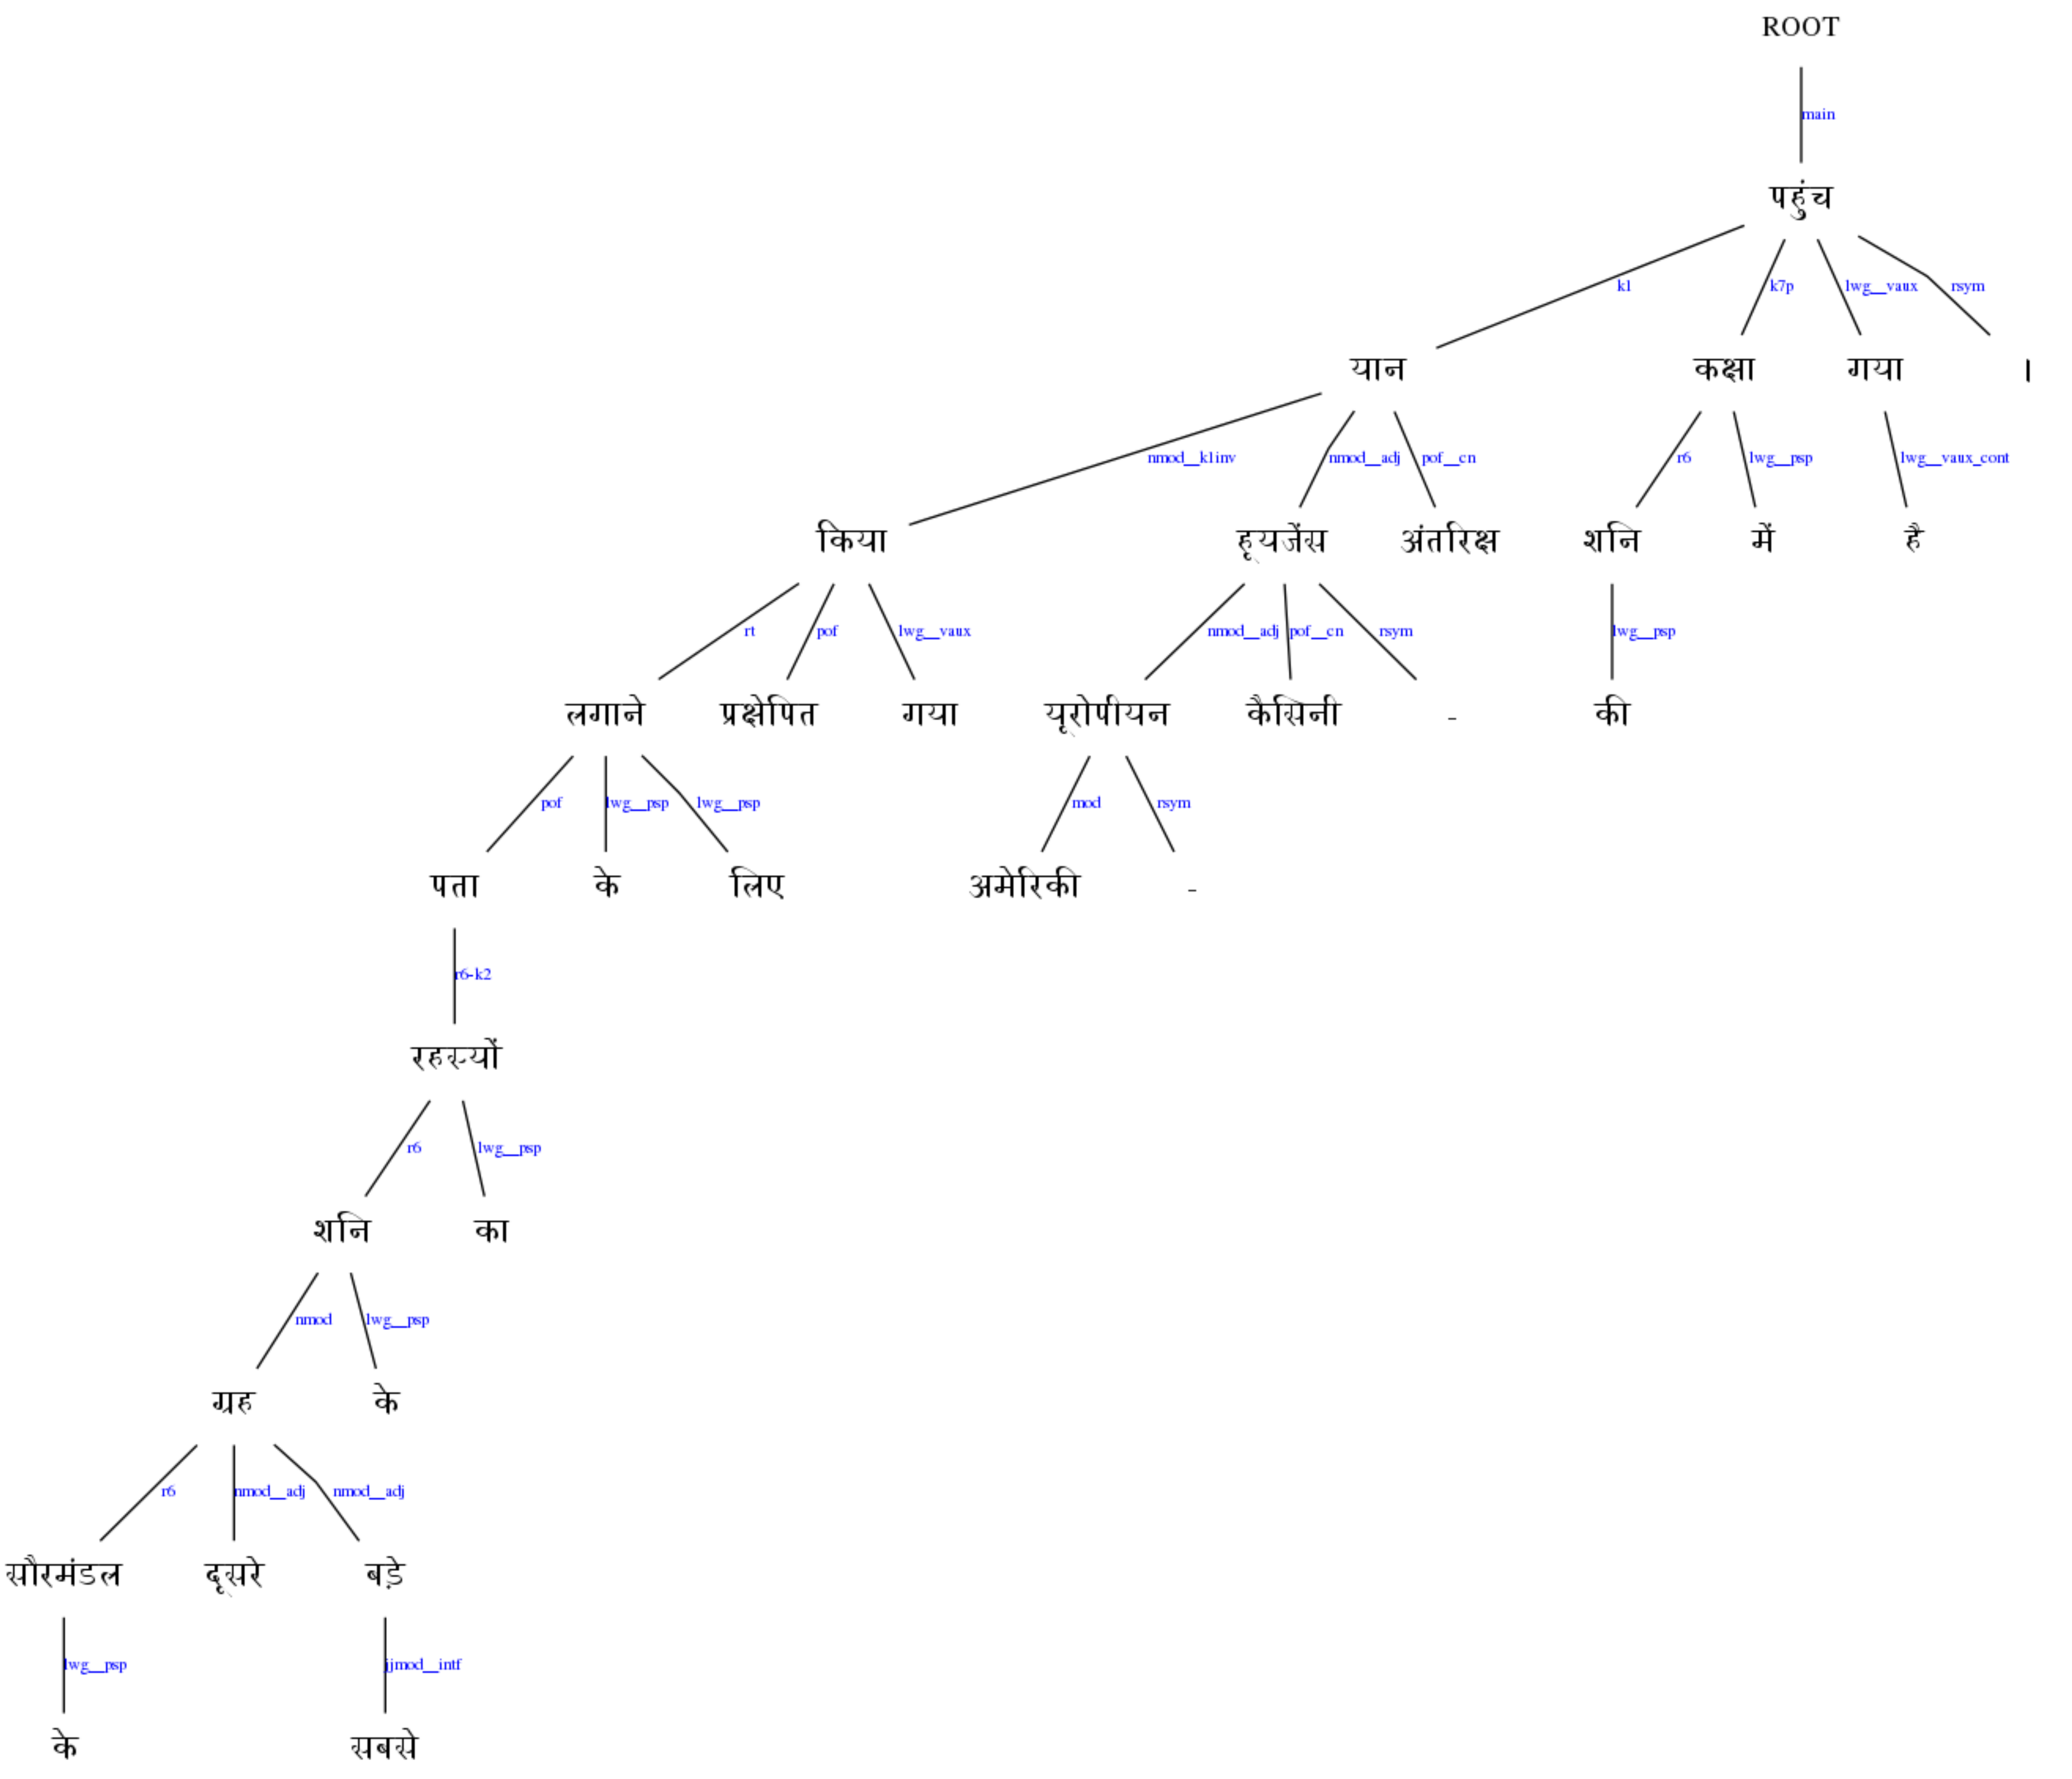 ROOT
main
पहुंच
k1 k7p lwg__vaux rsym
यान कक्षा गया ।
nmod__k1inv nmod__adj pof__cn r6 lwg__psp lwg__vaux_cont
किया ह्यूजेंस अंतरिक्ष शनि में है
rt pof lwg__vaux nmod__adj pof__cn rsym lwg__psp
लगाने प्रक्षेपित गया यूरोपीयन कैसिनी - की
pof lwg__psp lwg__psp mod rsym
पता के लिए अमेरिकी -
r6-k2
रहस्यों
r6 lwg__psp
शनि का
nmod lwg__psp
ग्रह के
r6 nmod__adj nmod__adj
सौरमंडल दूसरे बड़े
lwg__psp jjmod__intf
के सबसे